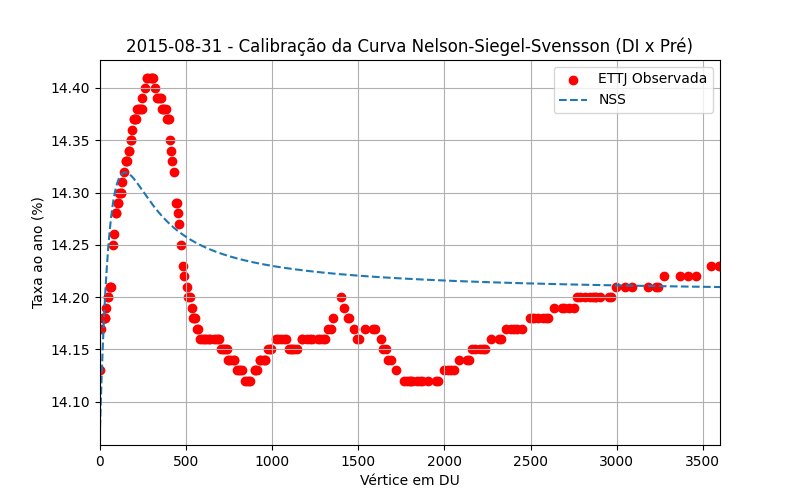 2015-08-31 - Calibração da Curva Nelson-Siegel-Svensson (DI x Pré)
ETTJ Observada
NSS
14.40
14.35
14.30
14.25
14.20
14.15
14.10
Taxa ao ano (%)
0 500 1000 1500 2000 2500 3000 3500
Vértice em DU